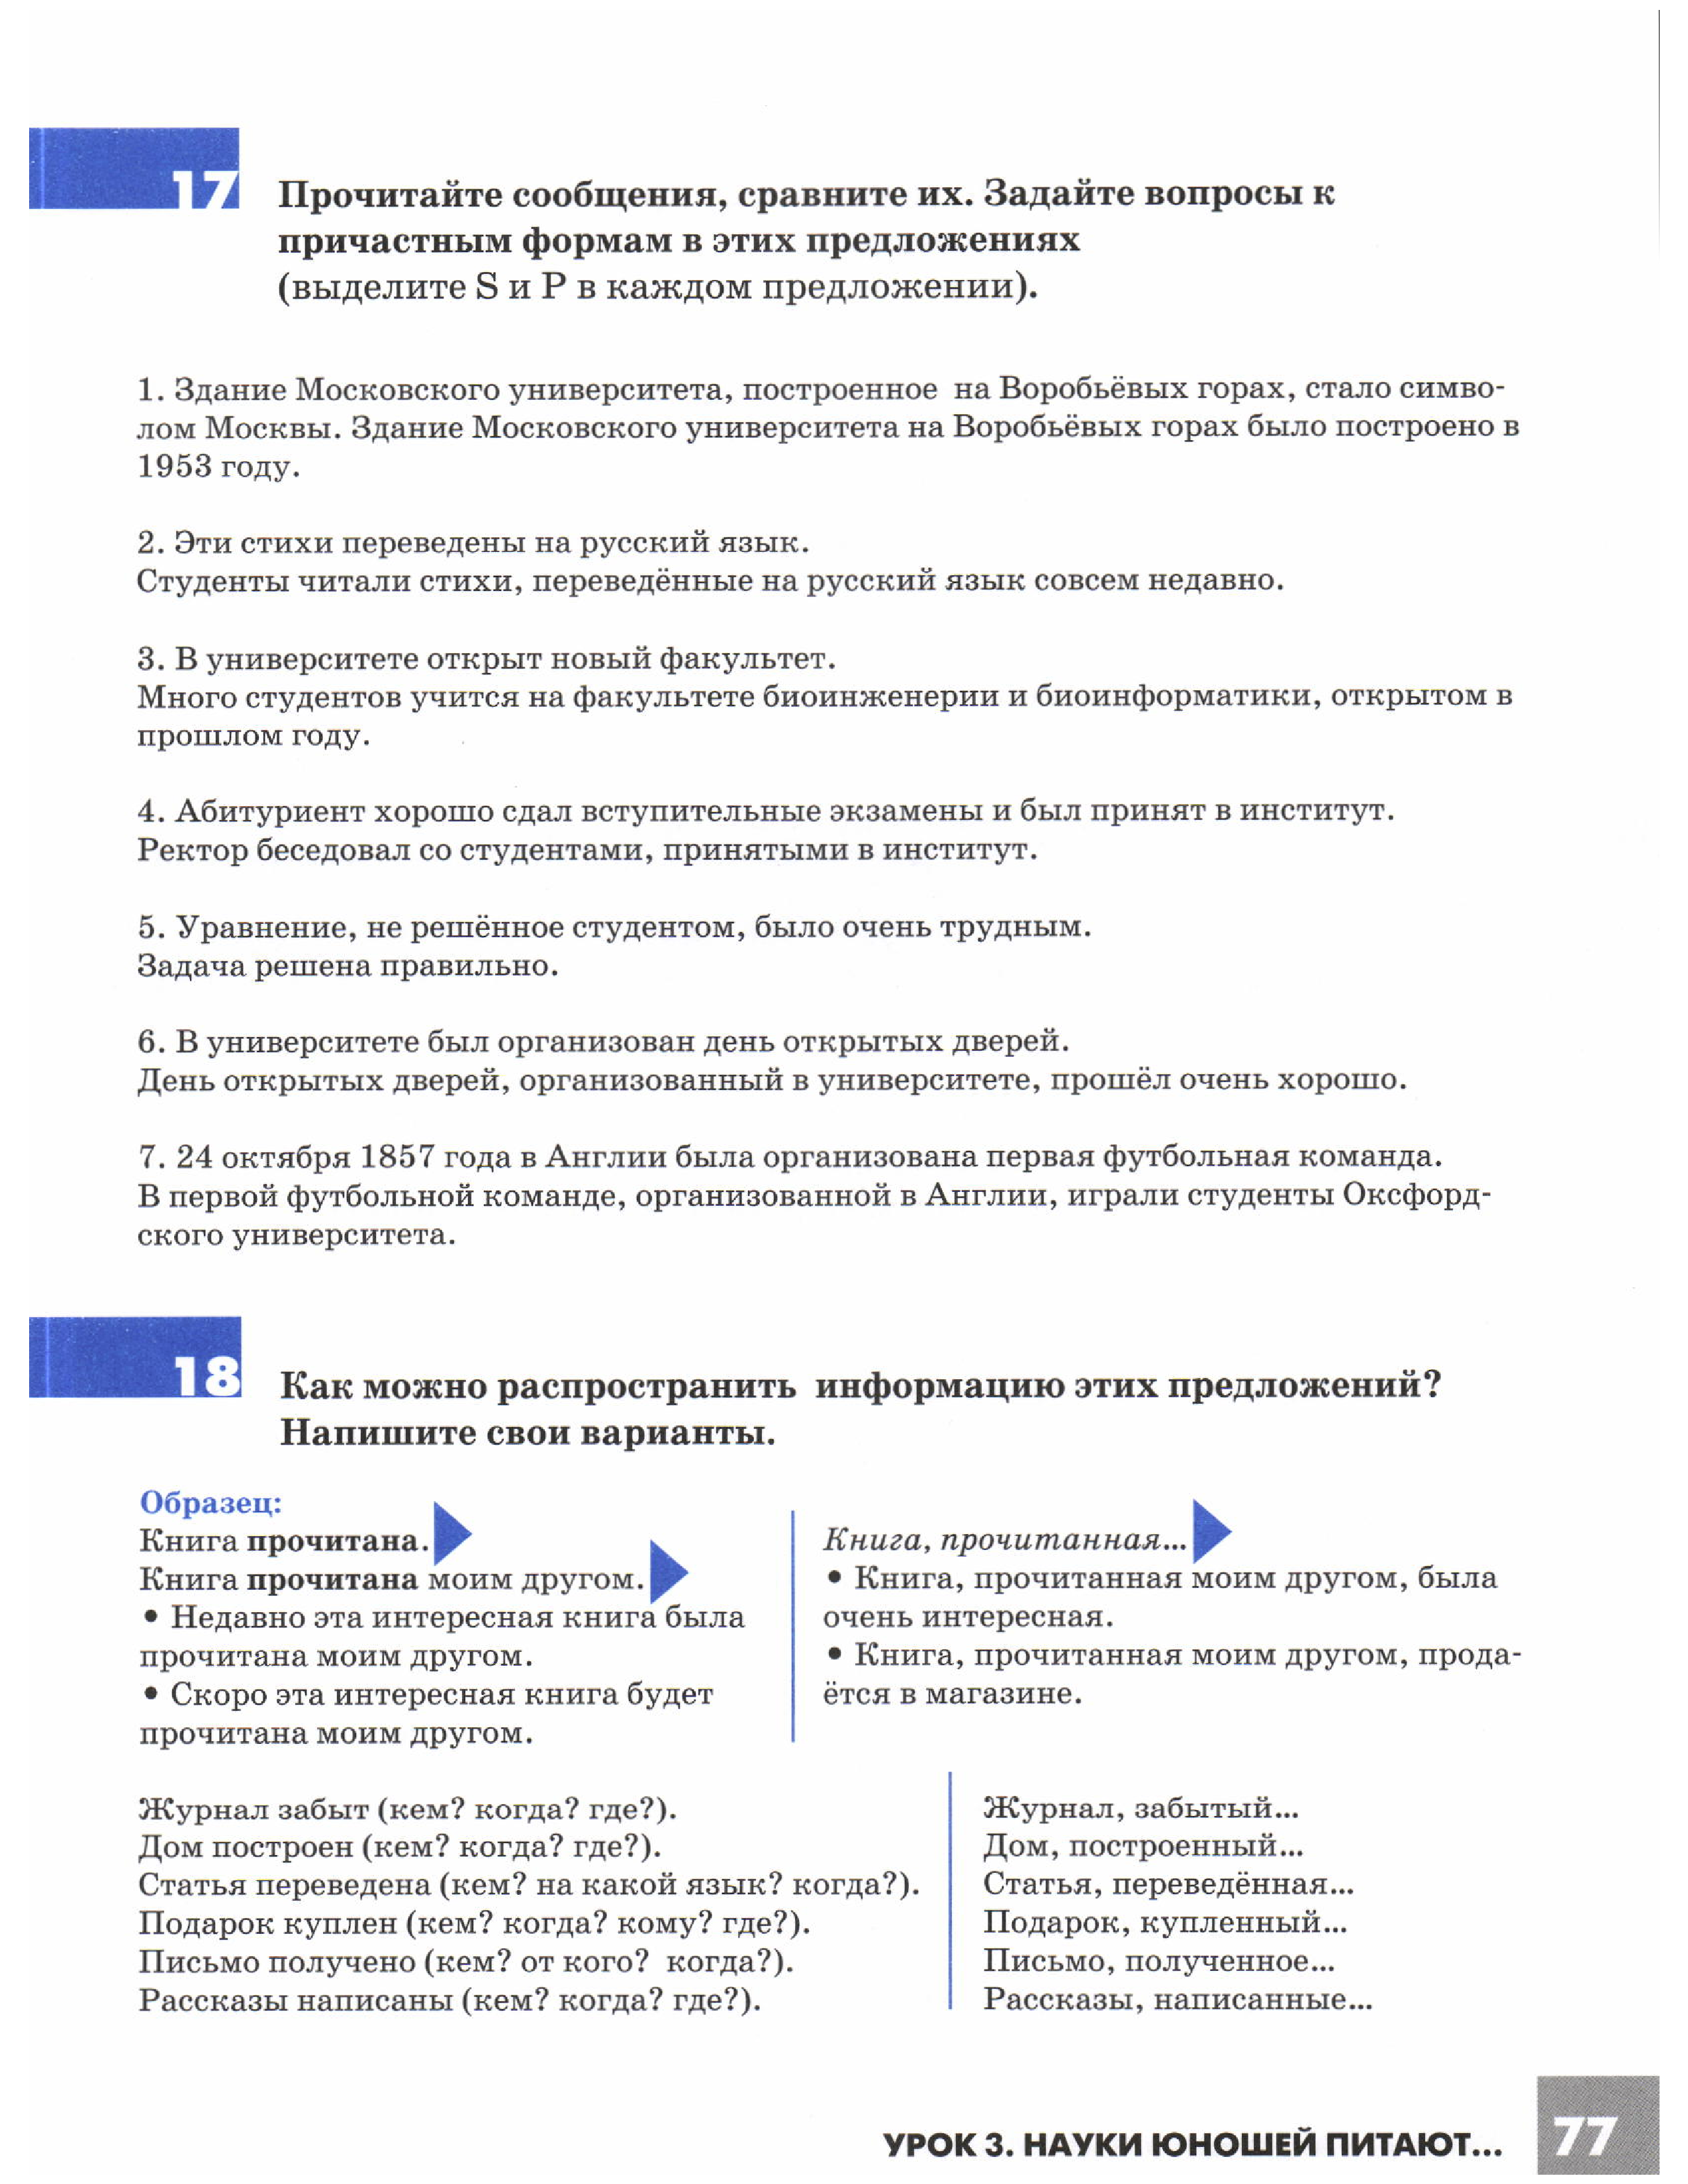 17
Прочитайте сообщения, сравните их. Задайте вопросы к
причастным формам в этих предложениях
(выделите S и P в каждом предложении).
1. Здание Московского университета, построенное на Воробьёвых горах, стало симво-
лом Москвы. Здание Московского университета на Воробьёвых горах было построено в
1953 году.
2. Эти стихи переведены на русский язык.
Студенты читали стихи, переведённые на русский язык совсем недавно.
3. В университете открыт новый факультет.
Много студентов учится на факультете биоинженерии и биоинформатики, открытом в
прошлом году.
4. Абитуриент хорошо сдал вступительные экзамены и был принят в институт.
Ректор беседовал со студентами, принятыми в институт.
5. Уравнение, не решённое студентом, было очень трудным.
Задача решена правильно.
6. В университете был организован день открытых дверей.
День открытых дверей, организованный в университете, прошёл очень хорошо.
7. 24 октября 1857 года в Англии была организована первая футбольная команда.
В первой футбольной команде, организованной в Англии, играли студенты Оксфорд-
ского университета.
18
Как можно распространить информацию этих предложений?
Напишите свои варианты.
Образец:
Книга прочитана.
Книга прочитана моим другом.
• Недавно эта интересная книга была
прочитана моим другом.
• Скоро эта интересная книга будет
прочитана моим другом.
Книга, прочитанная...
• Книга, прочитанная моим другом, была
очень интересная.
• Книга, прочитанная моим другом, прода-
ётся в магазине.
Журнал забыт (кем? когда? где?).
Дом построен (кем? когда? где?).
Статья переведена (кем? на какой язык? когда?).
Подарок куплен (кем? когда? кому? где?).
Письмо получено (кем? от кого? когда?).
Рассказы написаны (кем? когда? где?).
Журнал, забытый...
Дом, построенный...
Статья, переведённая...
Подарок, купленный...
Письмо, полученное...
Рассказы, написанные...
УРОК 3. НАУКИ ЮНОШЕЙ ПИТАЮТ...
77